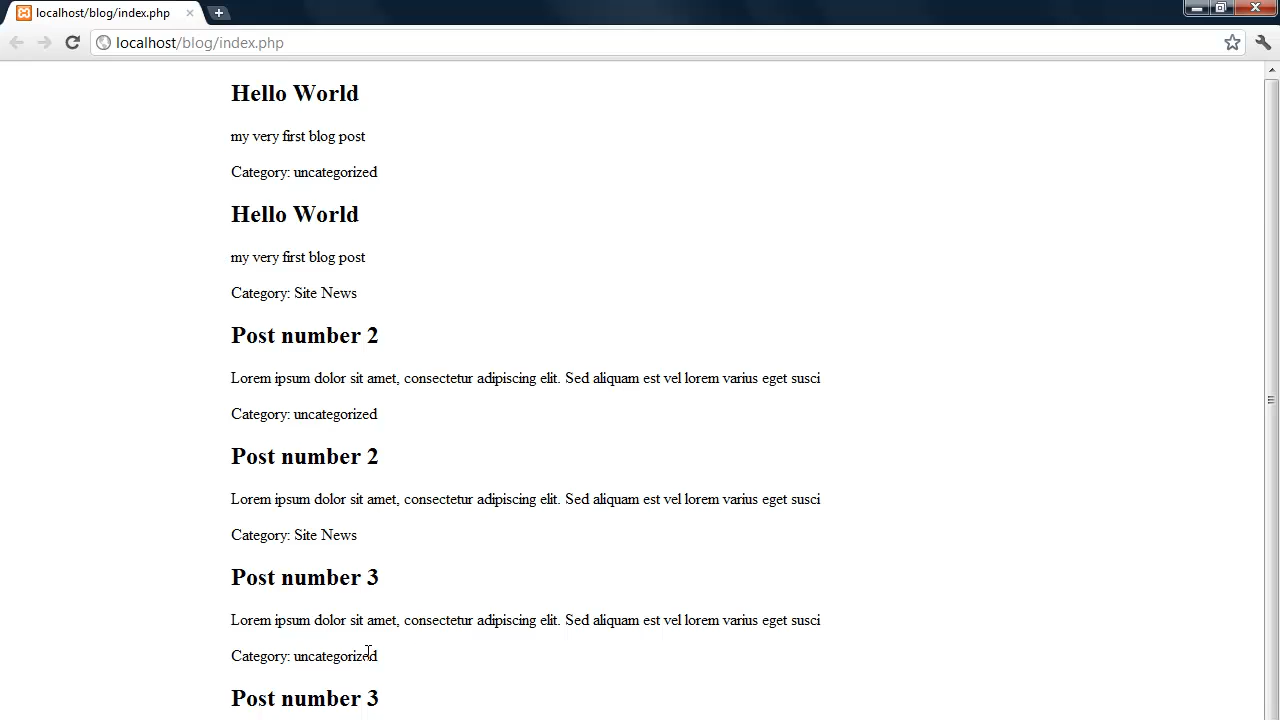 localhost/blog/index.php
localhost/blog/index.php
Hello World
my very first blog post
Category: uncategorized
Hello World
my very first blog post
Category: Site News
Post number 2
Lorem ipsum dolor sit amet, consectetur adipiscing elit. Sed aliquam est vel lorem varius eget susci
Category: uncategorized
Post number 2
Lorem ipsum dolor sit amet, consectetur adipiscing elit. Sed aliquam est vel lorem varius eget susci
Category: Site News
Post number 3
Lorem ipsum dolor sit amet, consectetur adipiscing elit. Sed aliquam est vel lorem varius eget susci
Category: uncategorized
Post number 3